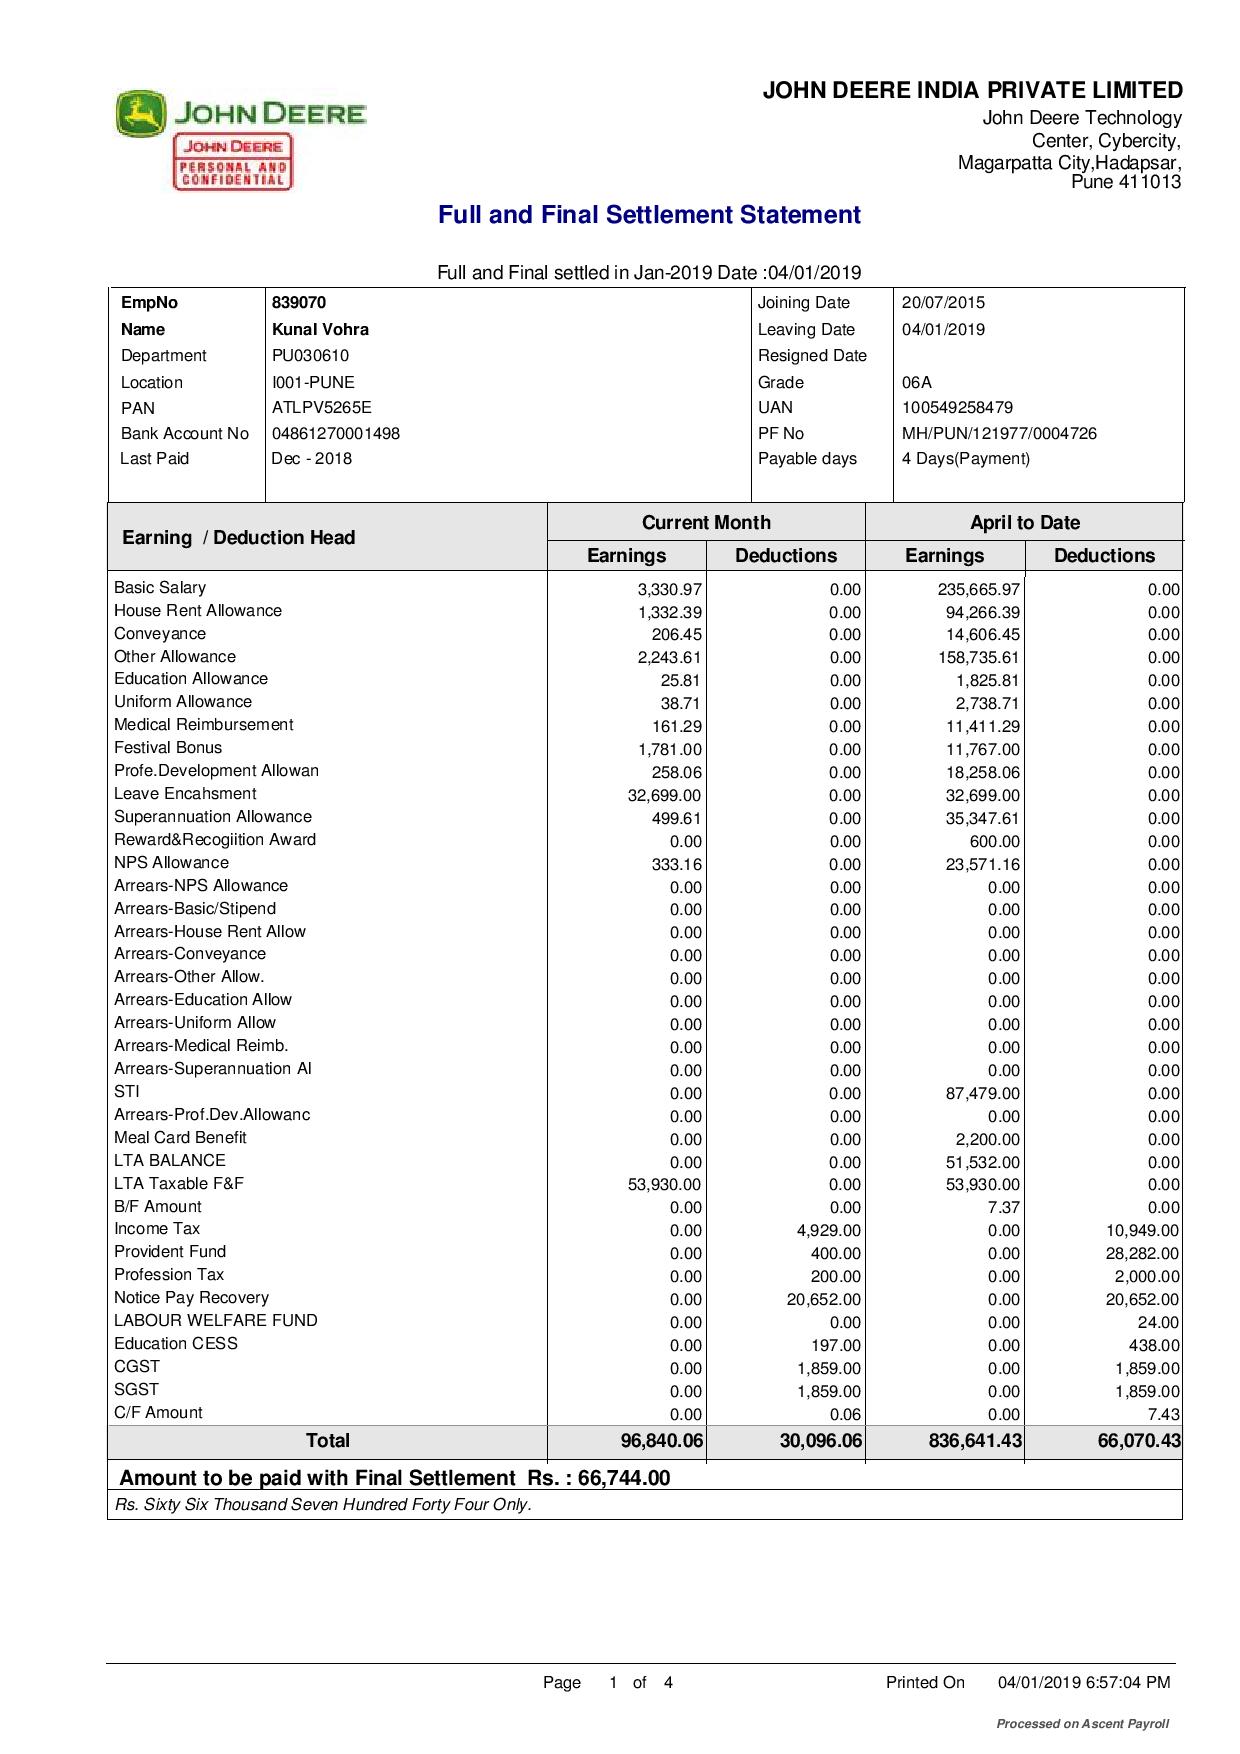 JOHN DEERE
JOHN DEERE
PERSONAL AND
CONFIDENTIAL
JOHN DEERE INDIA PRIVATE LIMITED
John Deere Technology
Center, Cybercity,
Magarpatta City,Hadapsar,
Pune 411013
Full and Final Settlement Statement
Full and Final settled in Jan-2019 Date :04/01/2019
EmpNo 839070 Joining Date 20/07/2015
Name Kunal Vohra Leaving Date 04/01/2019
Department PU030610 Resigned Date
Location I001-PUNE Grade 06A
PAN ATLPV5265E UAN 100549258479
Bank Account No 04861270001498 PF No MH/PUN/121977/0004726
Last Paid Dec - 2018 Payable days 4 Days(Payment)
Earning / Deduction Head Current Month April to Date
Earnings Deductions Earnings Deductions
Basic Salary 3,330.97 0.00 235,665.97 0.00
House Rent Allowance 1,332.39 0.00 94,266.39 0.00
Conveyance 206.45 0.00 14,606.45 0.00
Other Allowance 2,243.61 0.00 158,735.61 0.00
Education Allowance 25.81 0.00 1,825.81 0.00
Uniform Allowance 38.71 0.00 2,738.71 0.00
Medical Reimbursement 161.29 0.00 11,411.29 0.00
Festival Bonus 1,781.00 0.00 11,767.00 0.00
Profe.Development Allowan 258.06 0.00 18,258.06 0.00
Leave Encahsment 32,699.00 0.00 32,699.00 0.00
Superannuation Allowance 499.61 0.00 35,347.61 0.00
Reward&Recogiition Award 0.00 0.00 600.00 0.00
NPS Allowance 333.16 0.00 23,571.16 0.00
Arrears-NPS Allowance 0.00 0.00 0.00 0.00
Arrears-Basic/Stipend 0.00 0.00 0.00 0.00
Arrears-House Rent Allow 0.00 0.00 0.00 0.00
Arrears-Conveyance 0.00 0.00 0.00 0.00
Arrears-Other Allow. 0.00 0.00 0.00 0.00
Arrears-Education Allow 0.00 0.00 0.00 0.00
Arrears-Uniform Allow 0.00 0.00 0.00 0.00
Arrears-Medical Reimb. 0.00 0.00 0.00 0.00
Arrears-Superannuation Al 0.00 0.00 0.00 0.00
STI 0.00 0.00 87,479.00 0.00
Arrears-Prof.Dev.Allowanc 0.00 0.00 0.00 0.00
Meal Card Benefit 0.00 0.00 2,200.00 0.00
LTA BALANCE 0.00 0.00 51,532.00 0.00
LTA Taxable F&F 53,930.00 0.00 53,930.00 0.00
B/F Amount 0.00 0.00 7.37 0.00
Income Tax 0.00 4,929.00 0.00 10,949.00
Provident Fund 0.00 400.00 0.00 28,282.00
Profession Tax 0.00 200.00 0.00 2,000.00
Notice Pay Recovery 0.00 20,652.00 0.00 20,652.00
LABOUR WELFARE FUND 0.00 0.00 0.00 24.00
Education CESS 0.00 197.00 0.00 438.00
CGST 0.00 1,859.00 0.00 1,859.00
SGST 0.00 1,859.00 0.00 1,859.00
C/F Amount 0.00 0.06 0.00 7.43
Total 96,840.06 30,096.06 836,641.43 66,070.43
Amount to be paid with Final Settlement Rs. : 66,744.00
Rs. Sixty Six Thousand Seven Hundred Forty Four Only.
Page 1 of 4 Printed On 04/01/2019 6:57:04 PM
Processed on Ascent Payroll